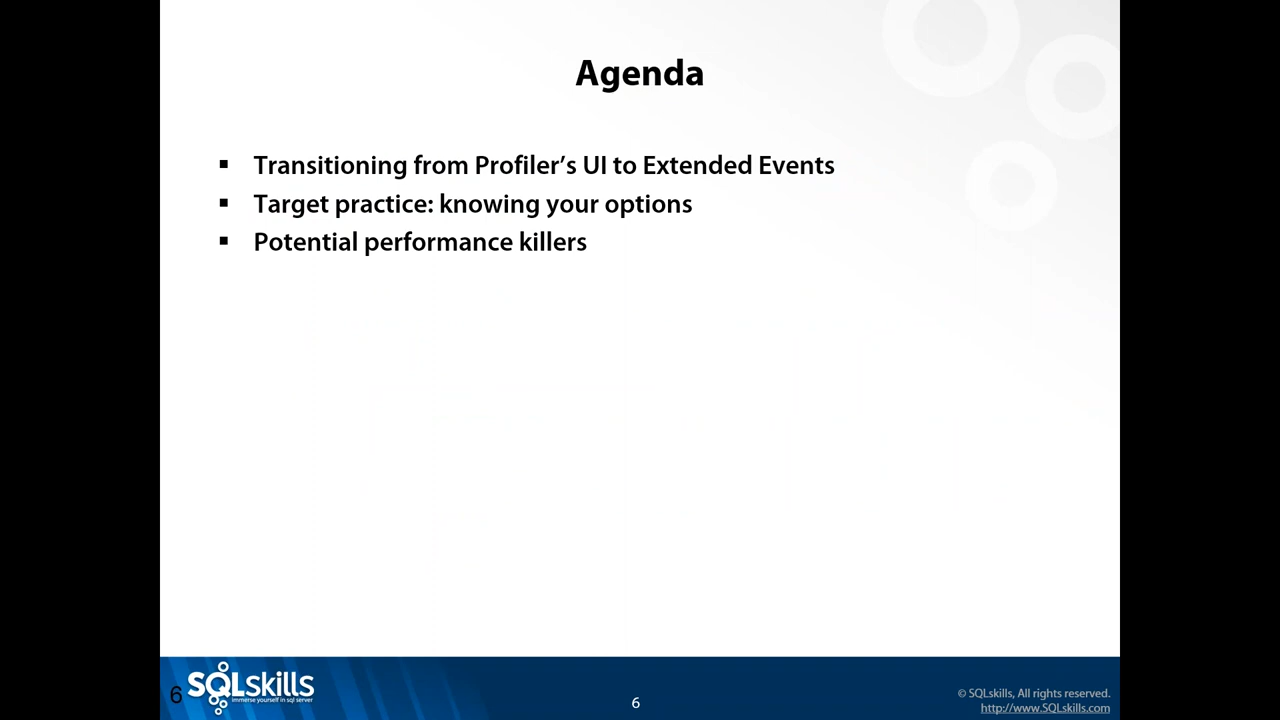 Agenda
▪ Transitioning from Profiler’s UI to Extended Events
▪ Target practice: knowing your options
▪ Potential performance killers
6
SQLskills
immerse yourself in sql server
6
© SQLskills, All rights reserved.
http://www.SQLskills.com